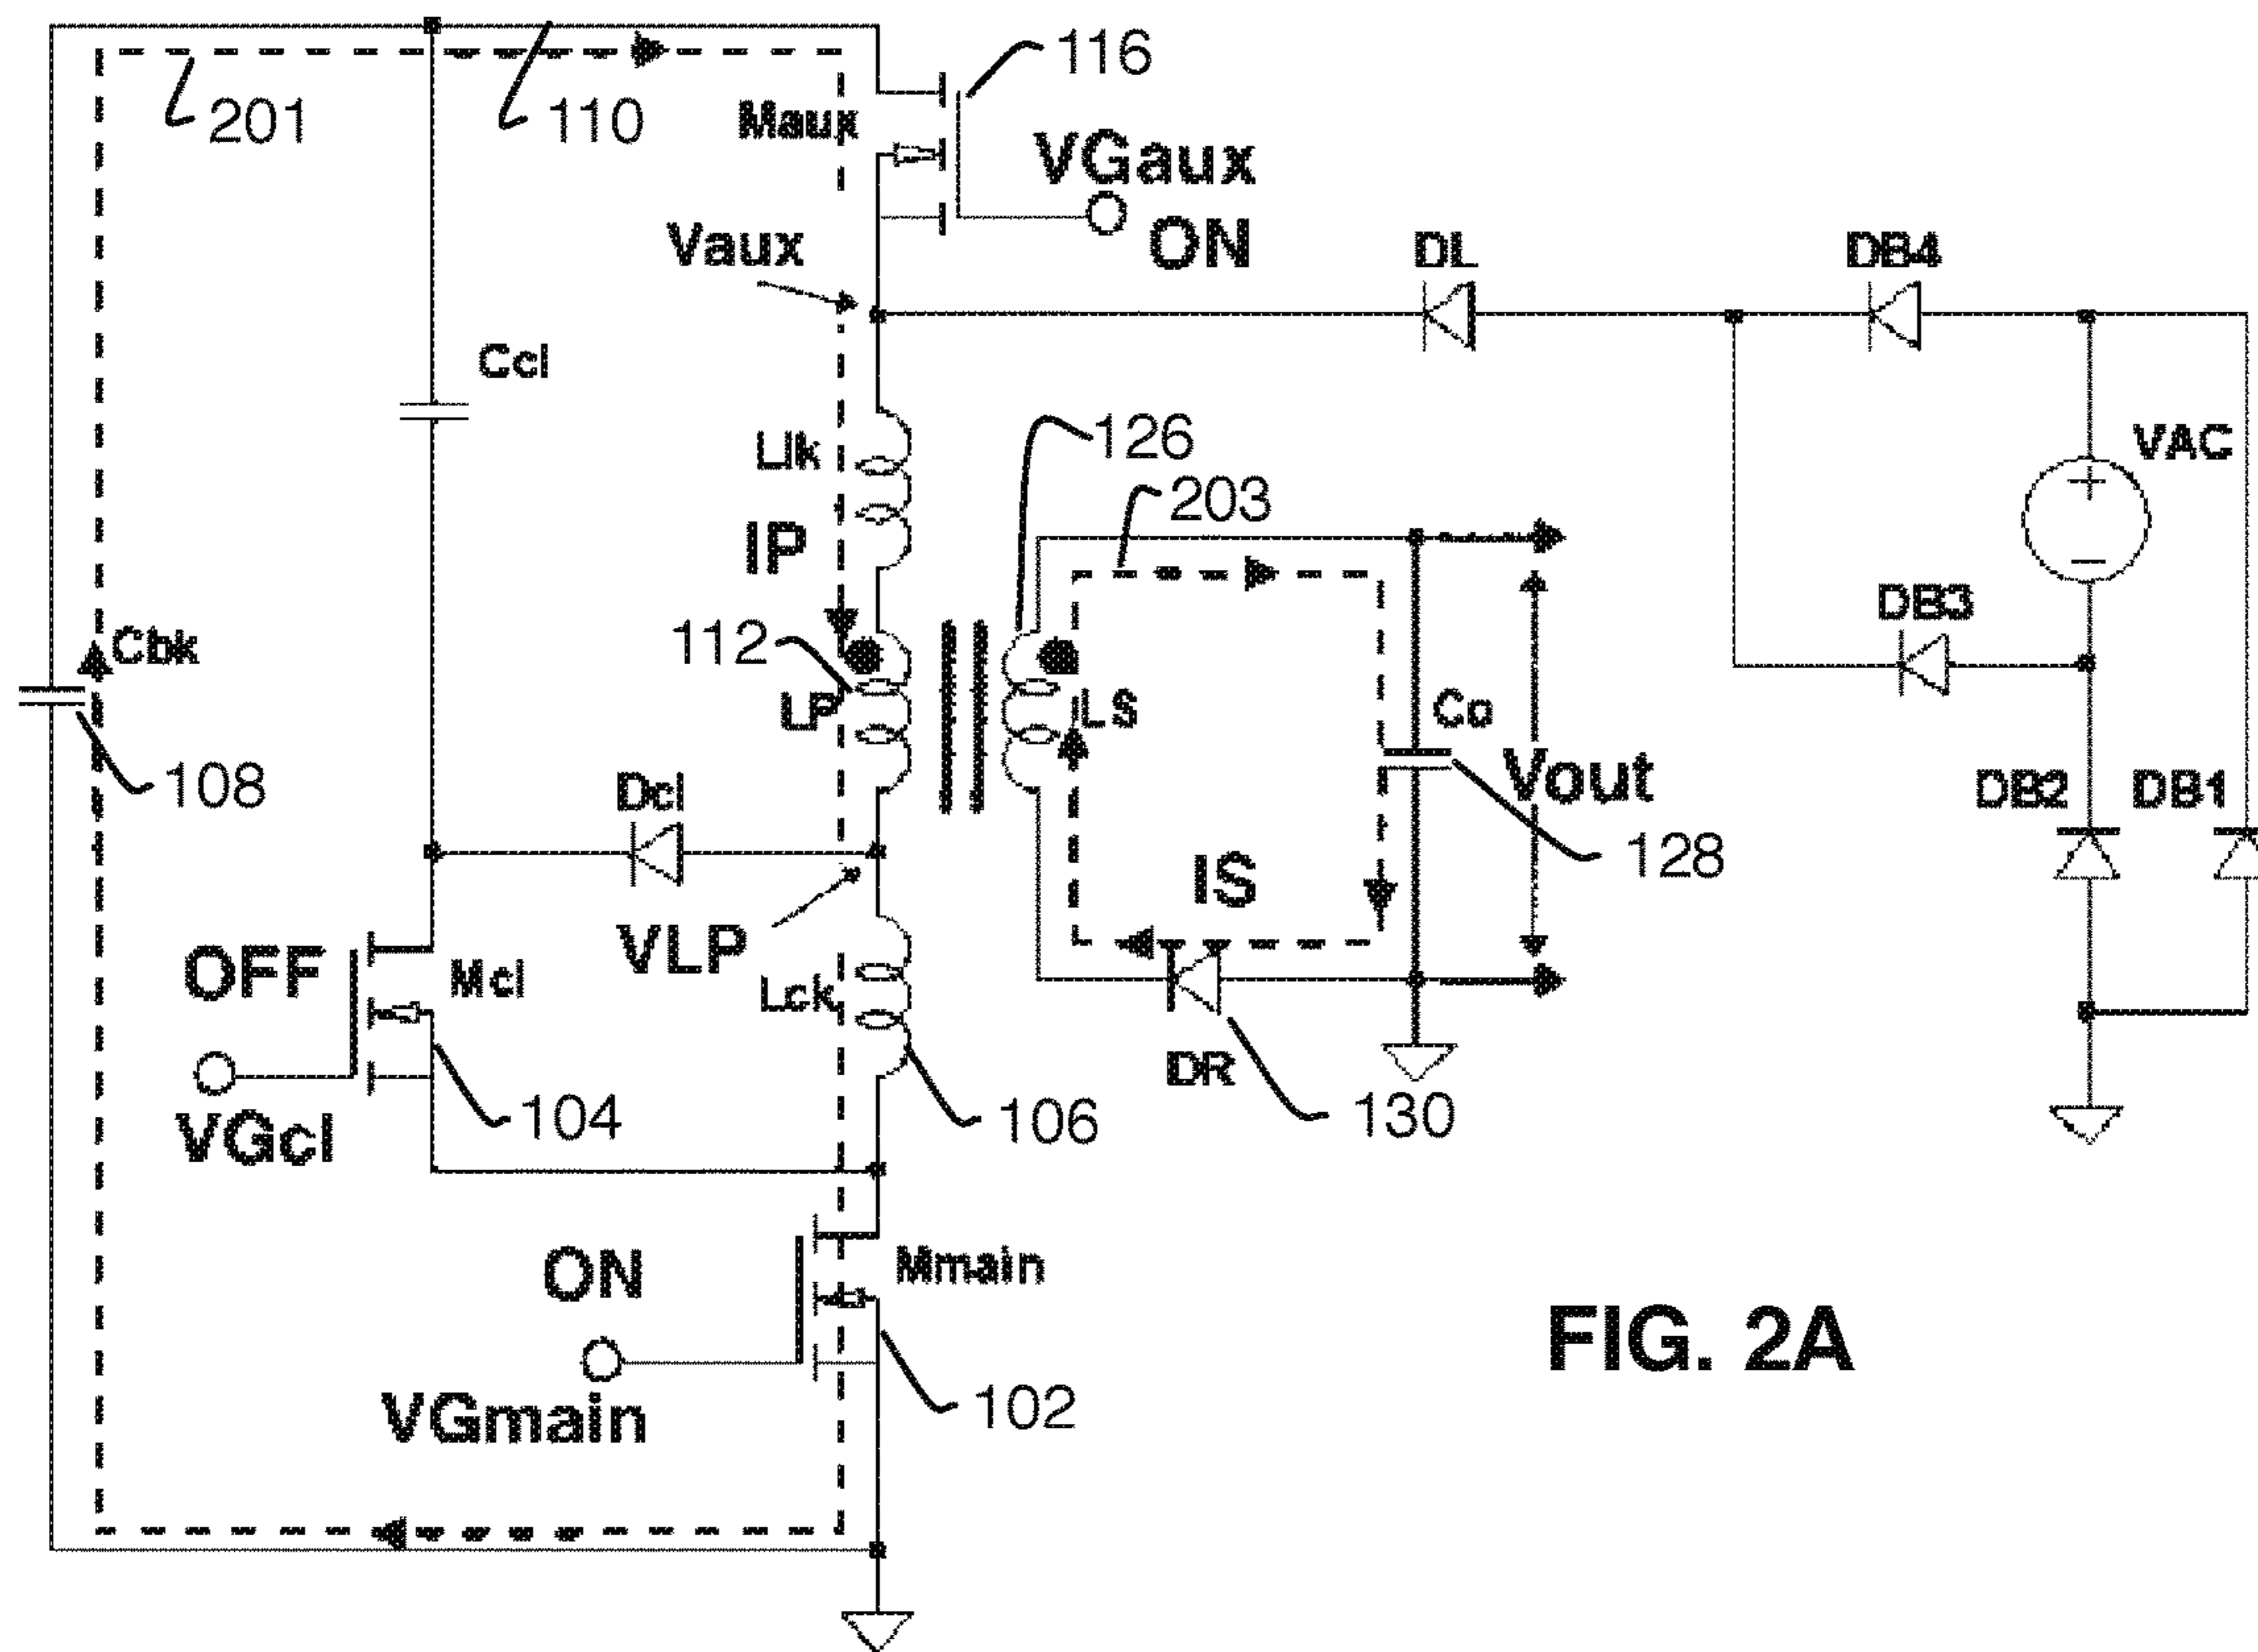 116
201
110
Maux
VGaux
ON
Vaux
DL
DB4
Ccl
Llk
126
VAC
203
IP
Cbk
112
DB3
LP
LS
Co
Vout
108
Dcl
DB2
DB1
IS
128
VLP
OFF
Mcl
Lck
DR
104
106
130
VGcl
ON
Mmain
FIG. 2A
102
VGmain